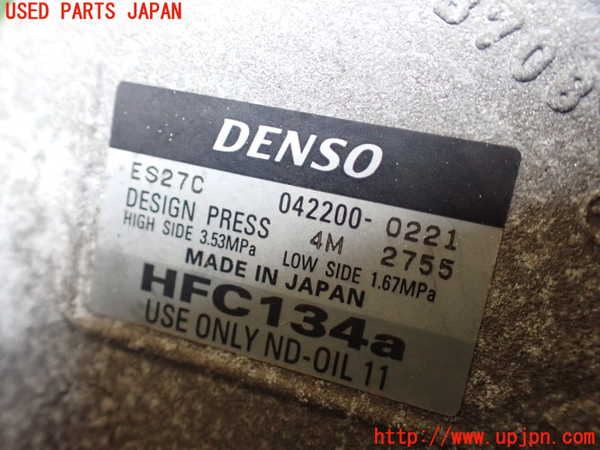 USED PARTS JAPAN
3703
DENSO
ES27C 042200-0221
DESIGN PRESS 4M 2755
HIGH SIDE 3.53MPa LOW SIDE 1.67MPa
MADE IN JAPAN
HFC134a
USE ONLY ND-OIL 11
http://www.upjpn.com